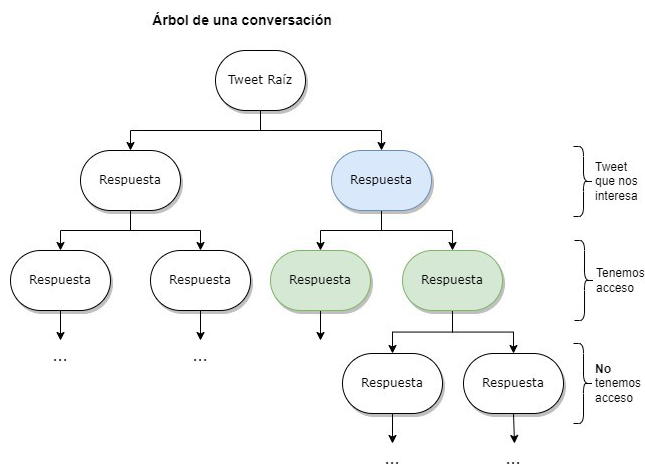 Árbol de una conversación
Tweet Raíz
Respuesta
Respuesta
Tweet
que nos
interesa
Respuesta
Respuesta
Respuesta
Respuesta
Tenemos
acceso
...
...
Respuesta
Respuesta
No
tenemos
acceso
...
...